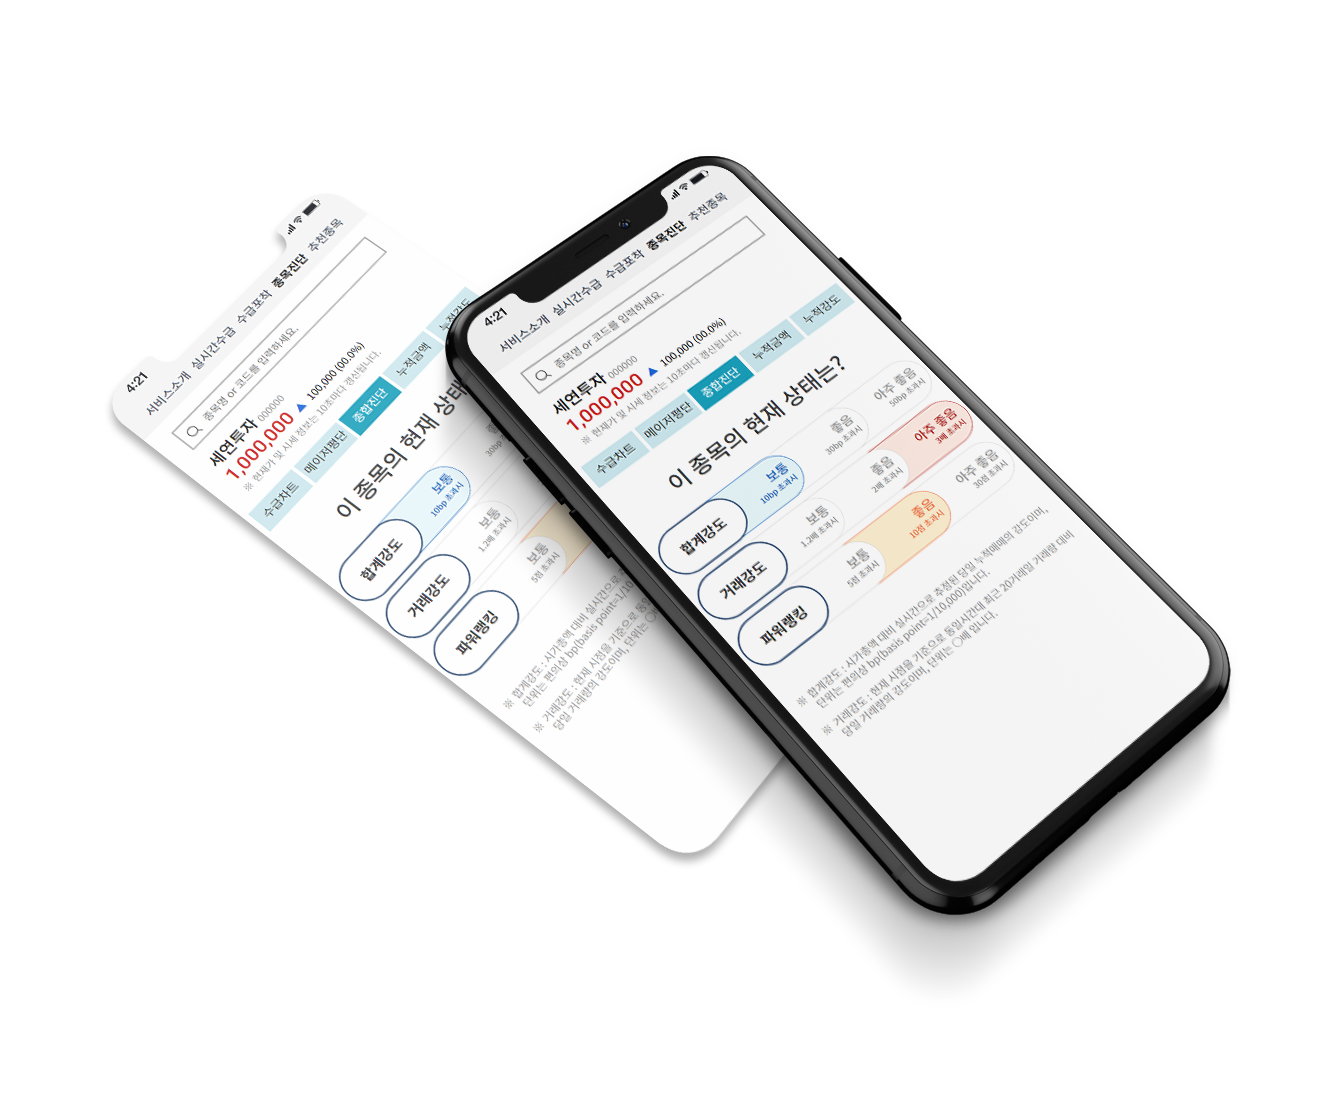 4:21
서비스소개 실시간수급 수급포착 종목진단 추천종목
종목명 or 코드를 입력하세요.
세연투자 000000
1,000,000 ▲ 100,000 (00.0%)
※ 현재가 및 시세 정보는 10초마다 갱신됩니다.
수급차트 메이저평단 종합진단 누적금액 누적강도
이 종목의 현재 상태
합계강도 보통 10bp 초과시
30bp
거래강도 보통 1.2배 초과시
파워랭킹 보통 5점 초과시
※ 합계강도 : 시가총액 대비 실시간으로
단위는 편의상 bp(basis point=1/10
※ 거래강도 : 현재 시점을 기준으로 동일
당일 거래량의 강도이며, 단위는
4:21
서비스소개 실시간수급 수급포착 종목진단 추천종목
종목명 or 코드를 입력하세요.
세연투자 000000
1,000,000 ▲ 100,000 (00.0%)
※ 현재가 및 시세 정보는 10초마다 갱신됩니다.
수급차트 메이저평단 종합진단 누적금액 누적강도
이 종목의 현재 상태는?
합계강도 보통 10bp 초과시 좋음 30bp 초과시 아주 좋음 50bp 초과시
거래강도 보통 1.2배 초과시 좋음 2배 초과시 아주 좋음 3배 초과시
파워랭킹 보통 5점 초과시 좋음 10점 초과시 아주 좋음 30점 초과시
※ 합계강도 : 시가총액 대비 실시간으로 추정된 당일 누적매매의 강도이며,
단위는 편의상 bp(basis point=1/10,000)입니다.
※ 거래강도 : 현재 시점을 기준으로 동일시간대 최근 20거래일 거래량 대비
당일 거래량의 강도이며, 단위는 ○배 입니다.